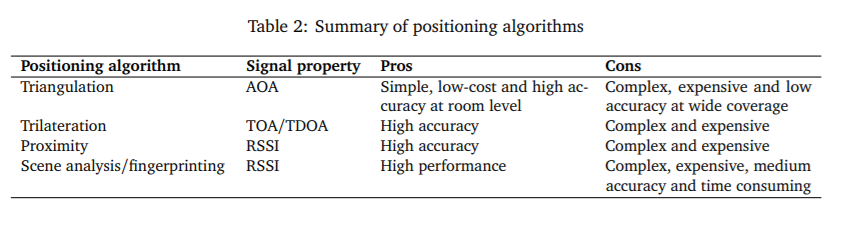 Table 2: Summary of positioning algorithms
Positioning algorithm Signal property Pros Cons
Triangulation AOA Simple, low-cost and high ac- Complex, expensive and low
curacy at room level accuracy at wide coverage
Trilateration TOA/TDOA High accuracy Complex and expensive
Proximity RSSI High accuracy Complex and expensive
Scene analysis/fingerprinting RSSI High performance Complex, expensive, medium
accuracy and time consuming